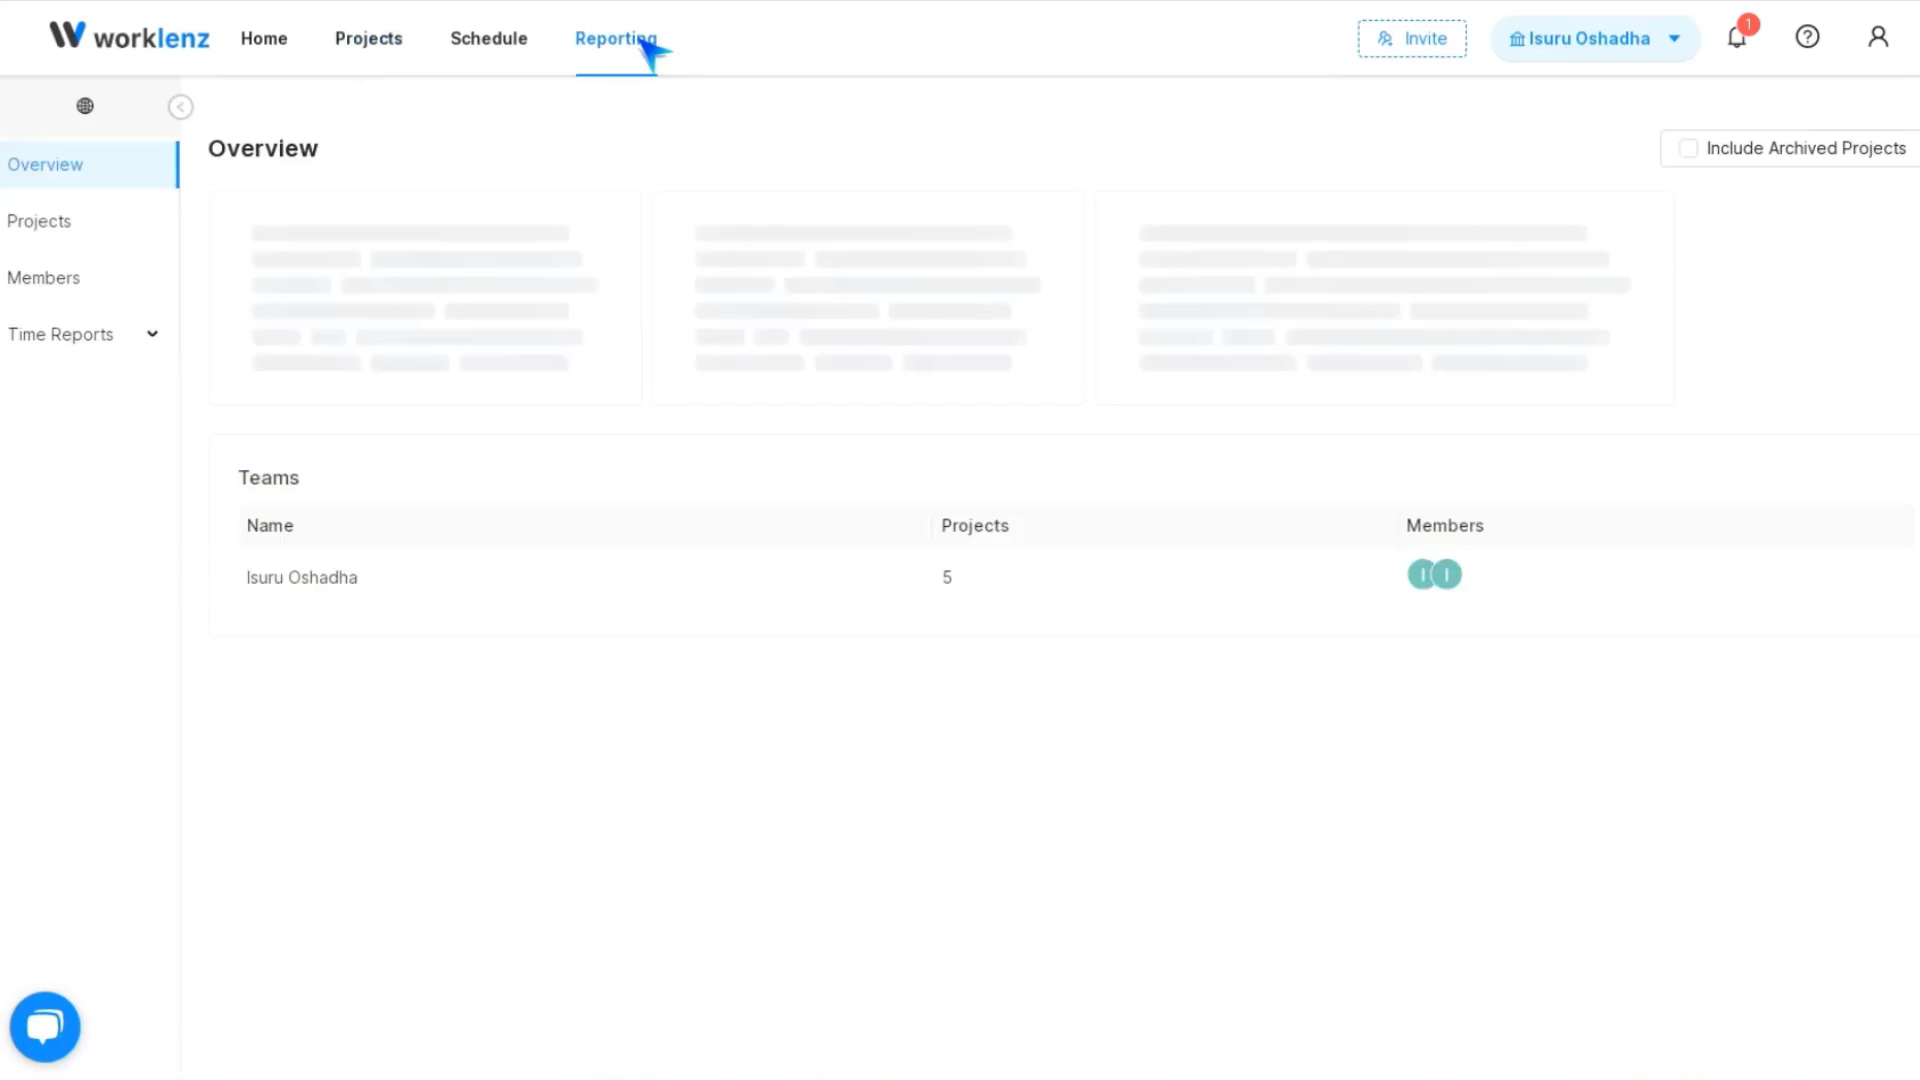 worklenz
Home
Projects
Schedule
Reporting
Invite
Isuru Oshadha
1
Overview
Projects
Members
Time Reports
Overview
Include Archived Projects
Teams
Name
Projects
Members
Isuru Oshadha
5
I
I